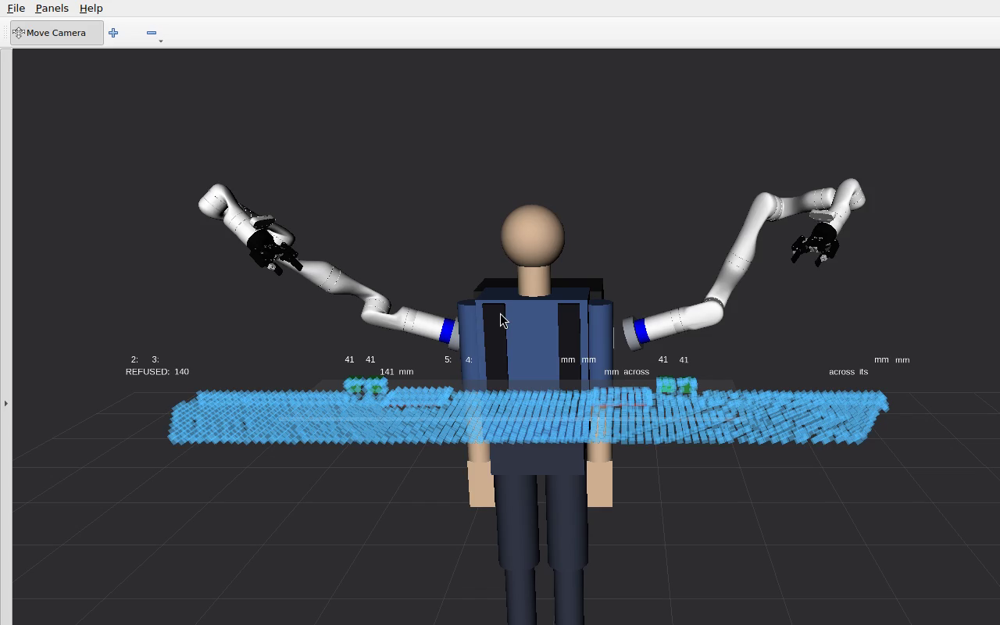 File Panels Help
Move Camera
2: 3: 41 41 5: 4: mm mm 41 41 mm mm
REFUSED: 140 141 mm mm across across its